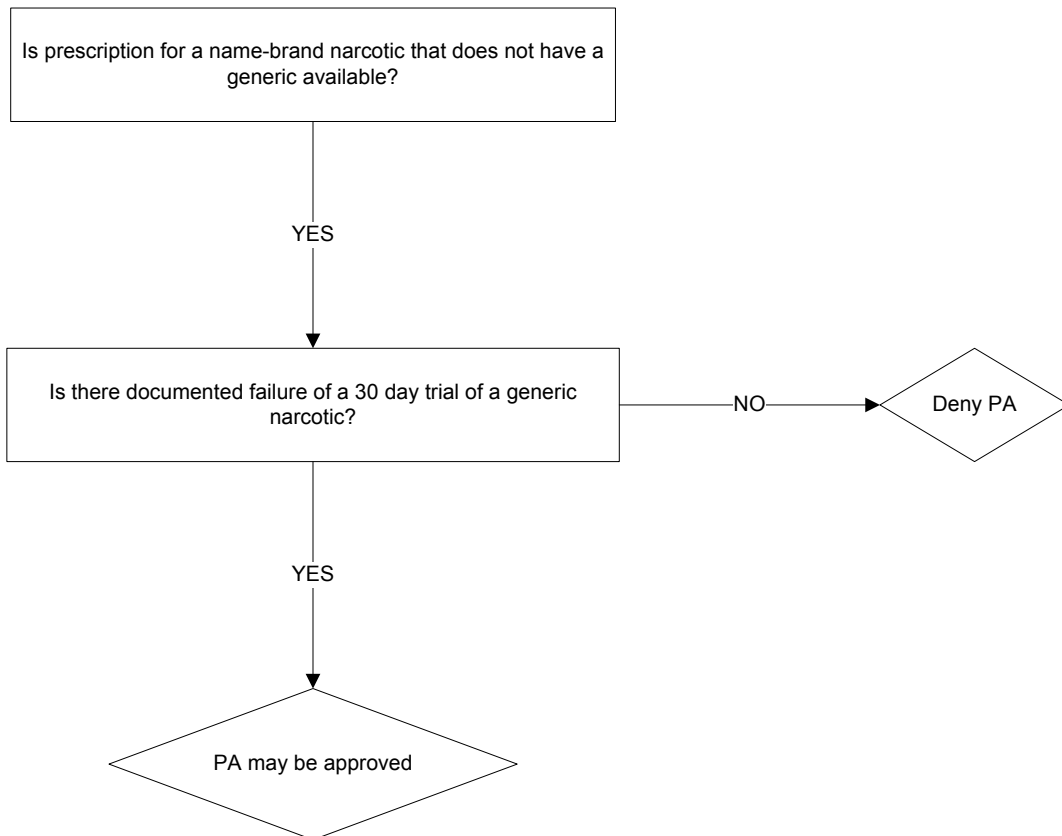 Is prescription for a name-brand narcotic that does not have a
generic available?
YES
Is there documented failure of a 30 day trial of a generic
narcotic?
NO
Deny PA
YES
PA may be approved